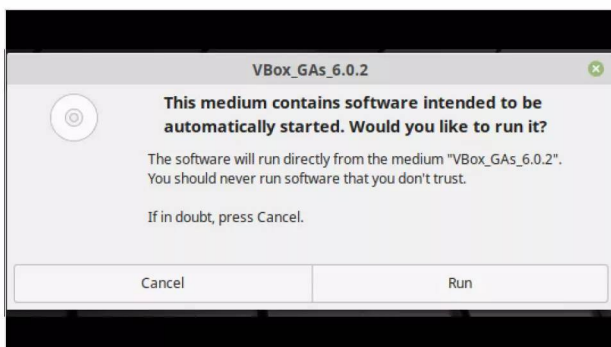 VBox_GAs_6.0.2
This medium contains software intended to be
automatically started. Would you like to run it?
The software will run directly from the medium "VBox_GAs_6.0.2".
You should never run software that you don't trust.
If in doubt, press Cancel.
Cancel
Run